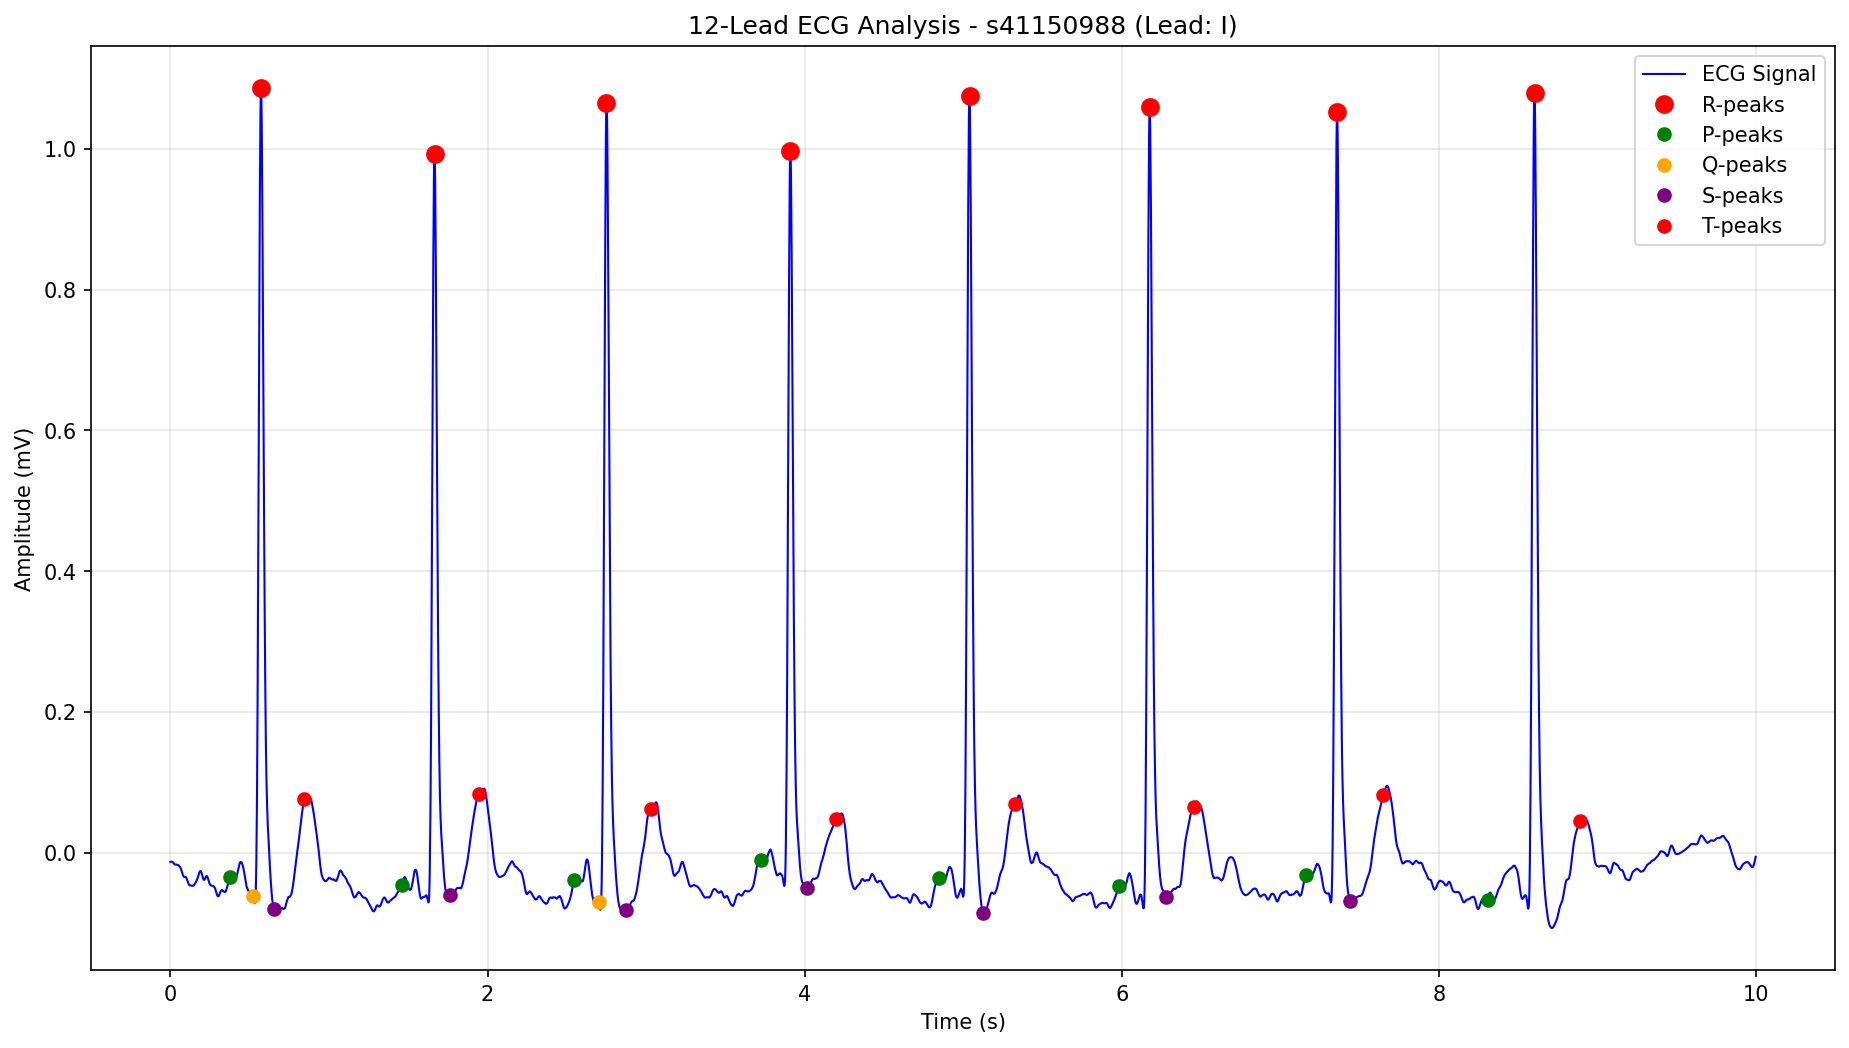 12-Lead ECG Analysis - s41150988 (Lead: I)
ECG Signal
R-peaks
P-peaks
Q-peaks
S-peaks
T-peaks
Amplitude (mV)
1.0
0.8
0.6
0.4
0.2
0.0
0
2
4
6
8
10
Time (s)